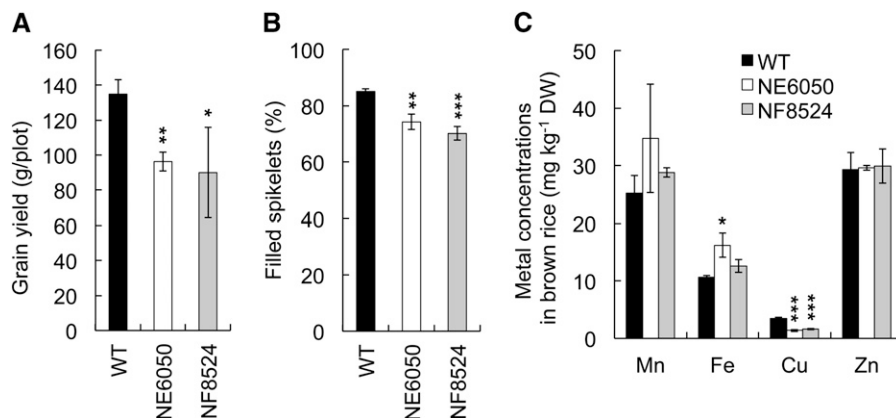 A
Grain yield (g/plot)
160
140
120
100
80
60
40
20
0
**
*
WT
NE6050
NF8524
B
Filled spikelets (%)
100
80
60
40
20
0
**
***
WT
NE6050
NF8524
C
Metal concentrations
in brown rice (mg kg⁻¹ DW)
50
40
30
20
10
0
WT
NE6050
NF8524
*
***
***
Mn Fe Cu Zn